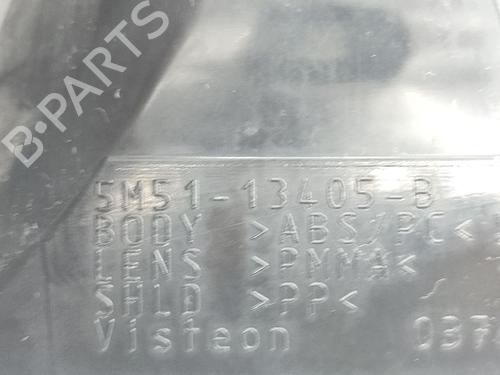 B-PARTS
5M51-13405-B
BODY >ABS/PC<
LENS >PMMA<
SHLD >PP<
Visteon